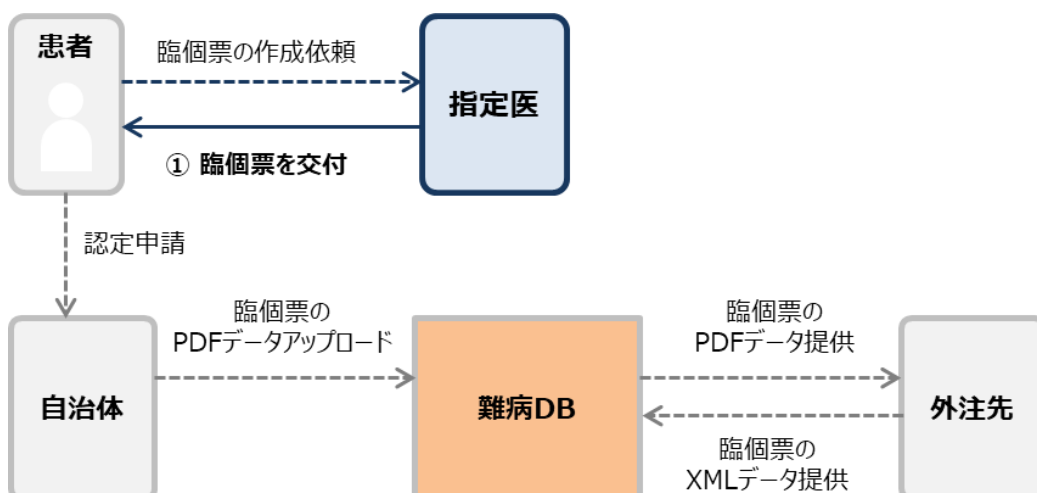 患者
臨個票の作成依頼
指定医
① 臨個票を交付
認定申請
臨個票の
PDFデータアップロード
臨個票の
PDFデータ提供
自治体
難病DB
外注先
臨個票の
XMLデータ提供